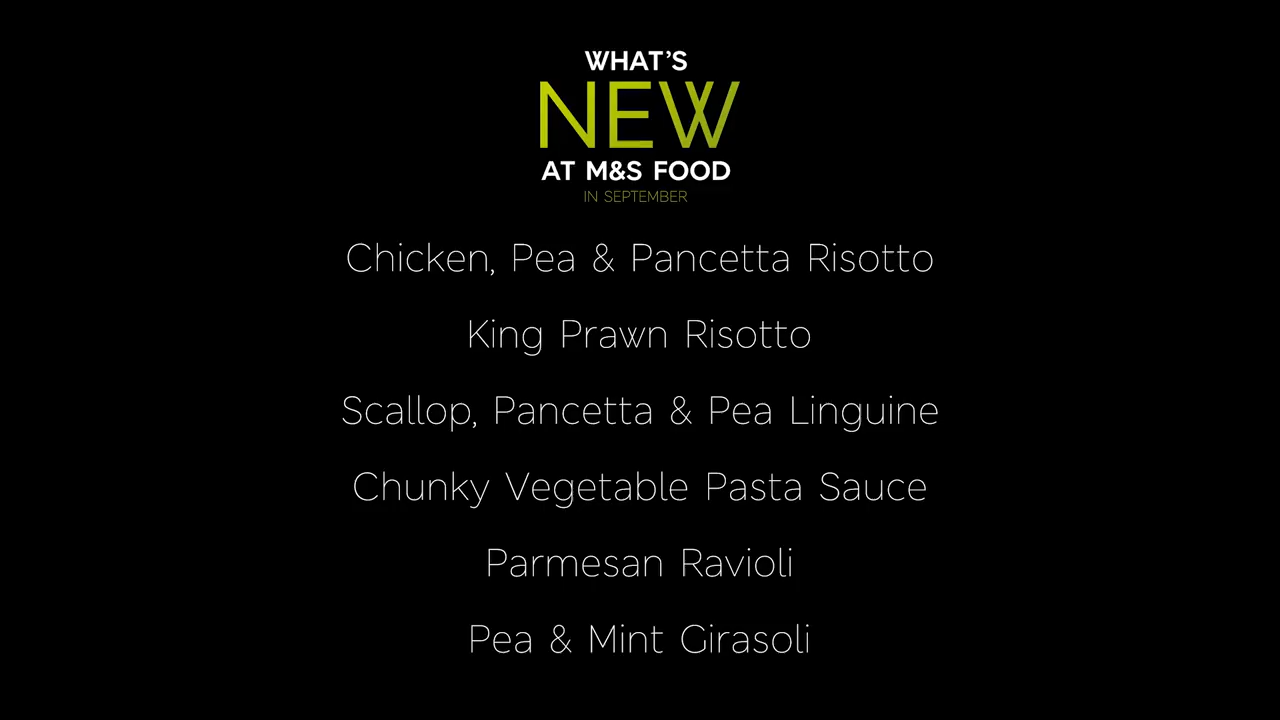 WHAT'S
NEW
AT M&S FOOD
IN SEPTEMBER
Chicken, Pea & Pancetta Risotto
King Prawn Risotto
Scallop, Pancetta & Pea Linguine
Chunky Vegetable Pasta Sauce
Parmesan Ravioli
Pea & Mint Girasoli